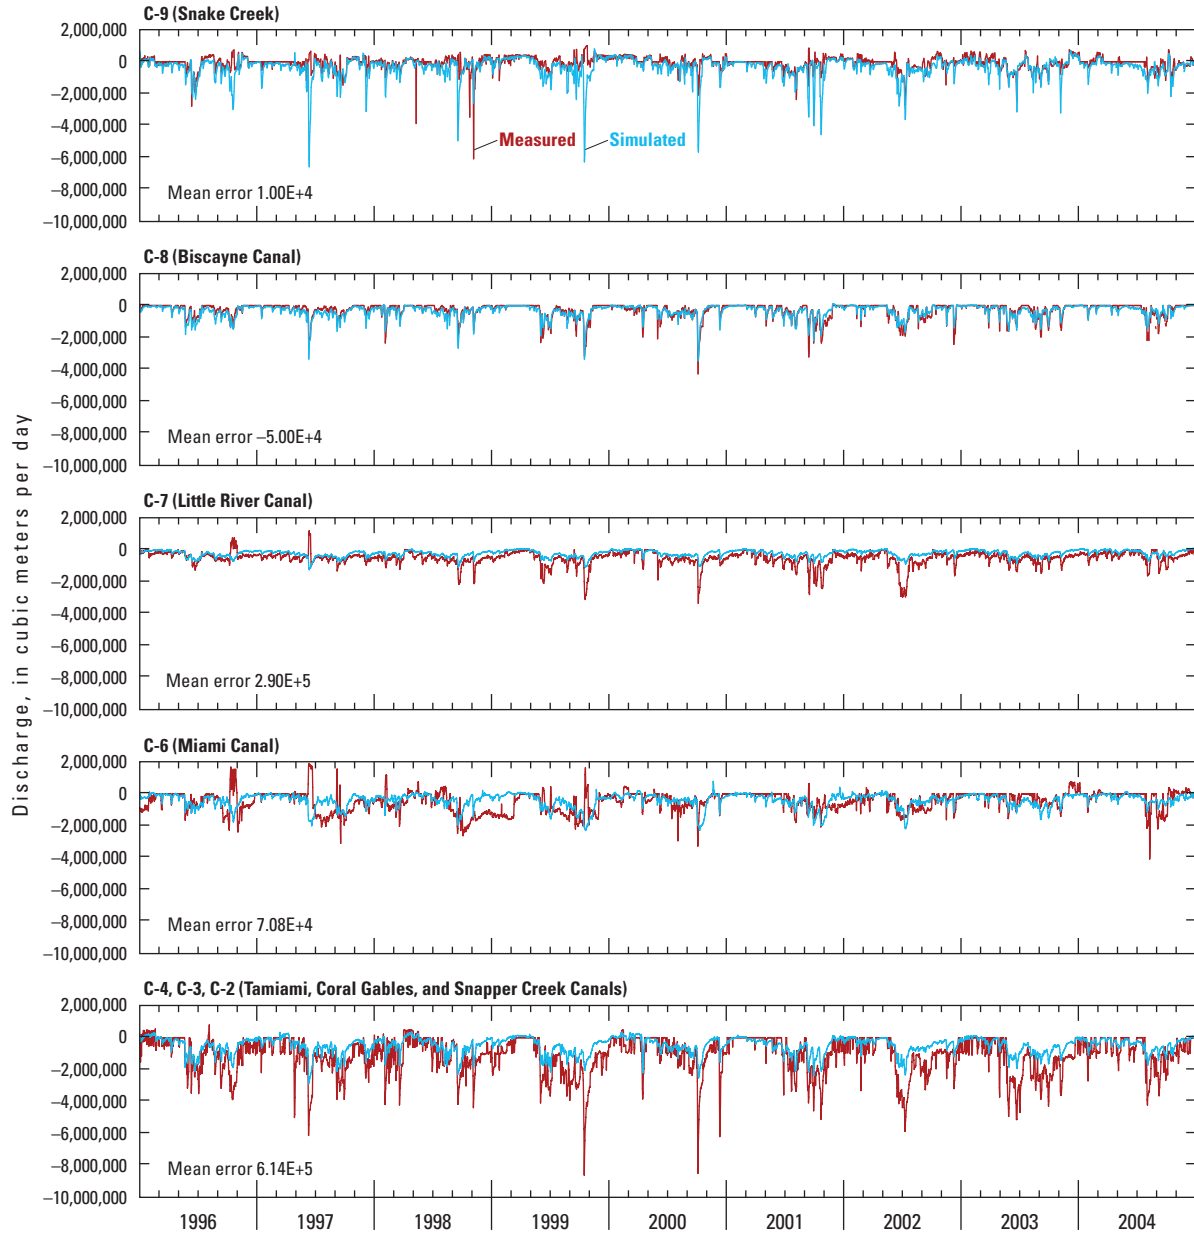 C-9 (Snake Creek)
2,000,000
0
−2,000,000
−4,000,000
−6,000,000
−8,000,000
−10,000,000
Measured
Simulated
Mean error 1.00E+4
C-8 (Biscayne Canal)
2,000,000
0
−2,000,000
−4,000,000
−6,000,000
−8,000,000
−10,000,000
Mean error −5.00E+4
C-7 (Little River Canal)
2,000,000
0
−2,000,000
−4,000,000
−6,000,000
−8,000,000
−10,000,000
Mean error 2.90E+5
C-6 (Miami Canal)
2,000,000
0
−2,000,000
−4,000,000
−6,000,000
−8,000,000
−10,000,000
Mean error 7.08E+4
C-4, C-3, C-2 (Tamiami, Coral Gables, and Snapper Creek Canals)
2,000,000
0
−2,000,000
−4,000,000
−6,000,000
−8,000,000
−10,000,000
Mean error 6.14E+5
Discharge, in cubic meters per day
1996 1997 1998 1999 2000 2001 2002 2003 2004